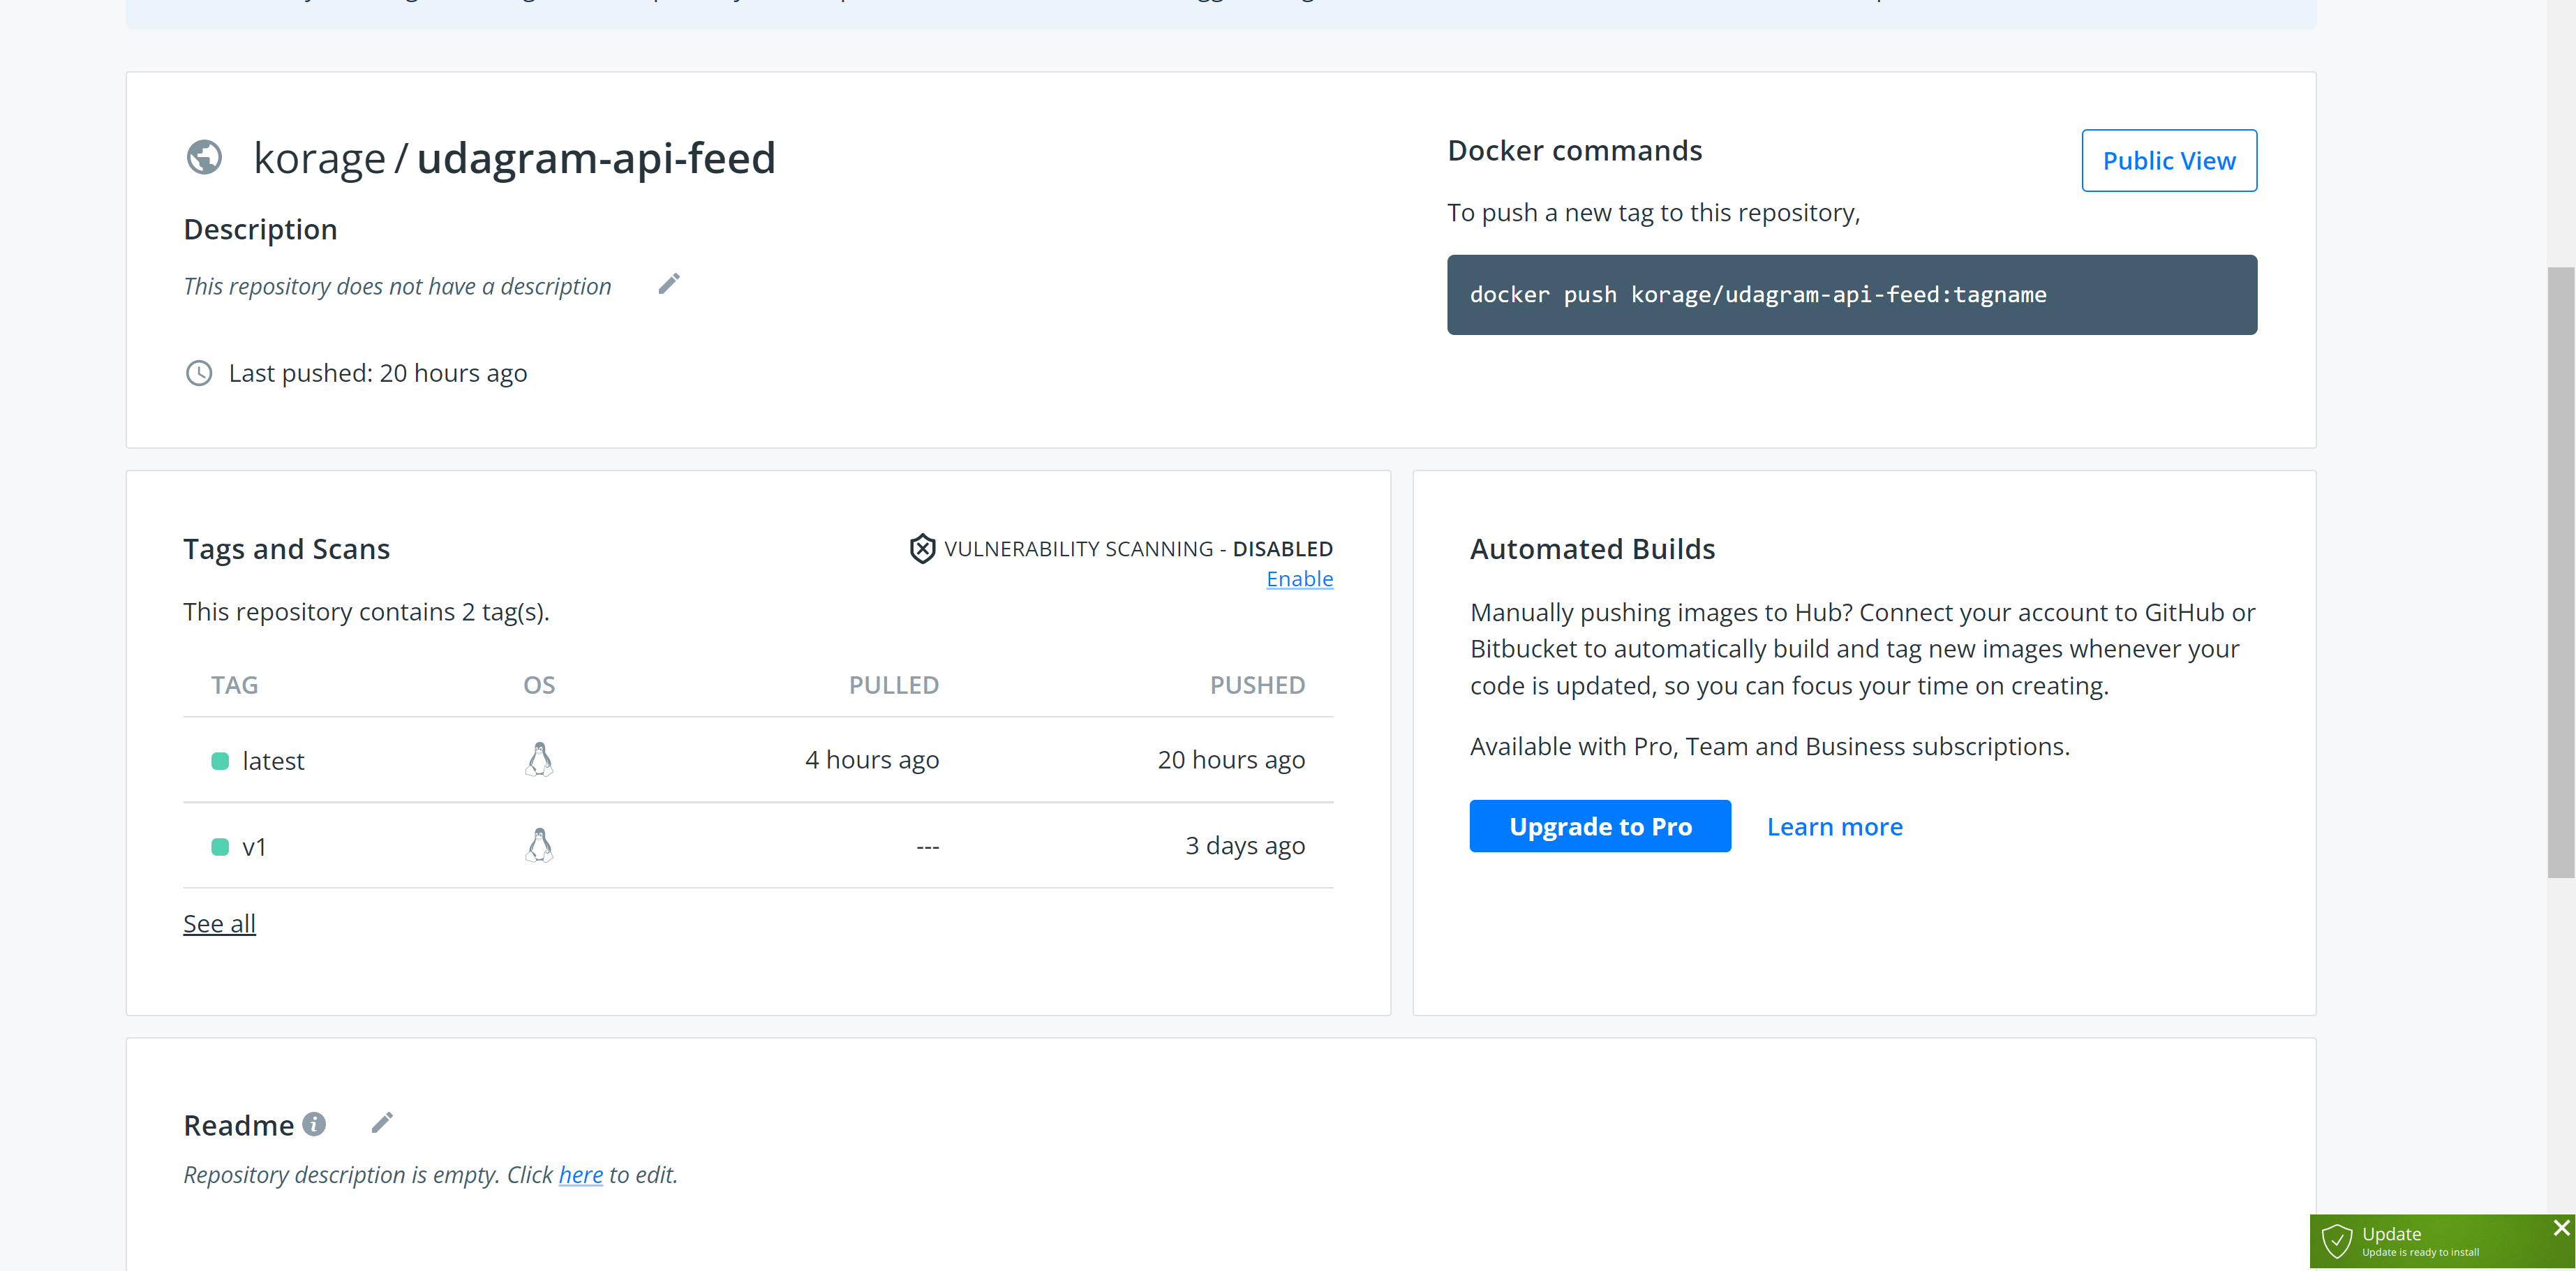 korage / udagram-api-feed
Description
This repository does not have a description
Last pushed: 20 hours ago
Docker commands
Public View
To push a new tag to this repository,
docker push korage/udagram-api-feed:tagname
Tags and Scans
VULNERABILITY SCANNING - DISABLED
Enable
This repository contains 2 tag(s).
TAG OS PULLED PUSHED
latest 4 hours ago 20 hours ago
v1 --- 3 days ago
See all
Automated Builds
Manually pushing images to Hub? Connect your account to GitHub or
Bitbucket to automatically build and tag new images whenever your
code is updated, so you can focus your time on creating.
Available with Pro, Team and Business subscriptions.
Upgrade to Pro Learn more
Readme
Repository description is empty. Click here to edit.
Update
Update is ready to install